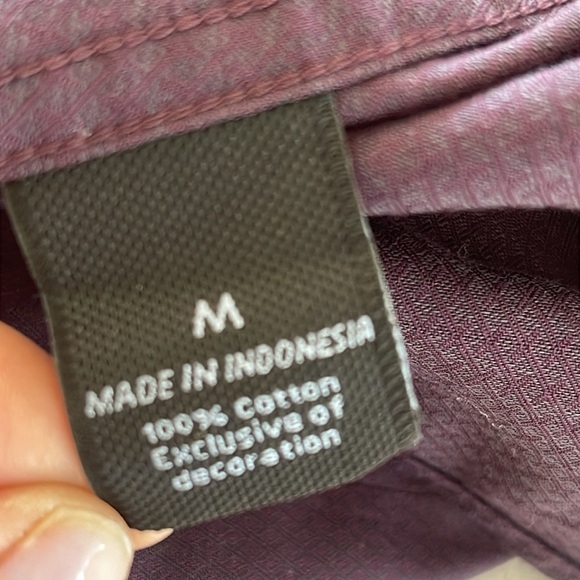 M
MADE IN INDONESIA
100% cotton
Exclusive of
decoration